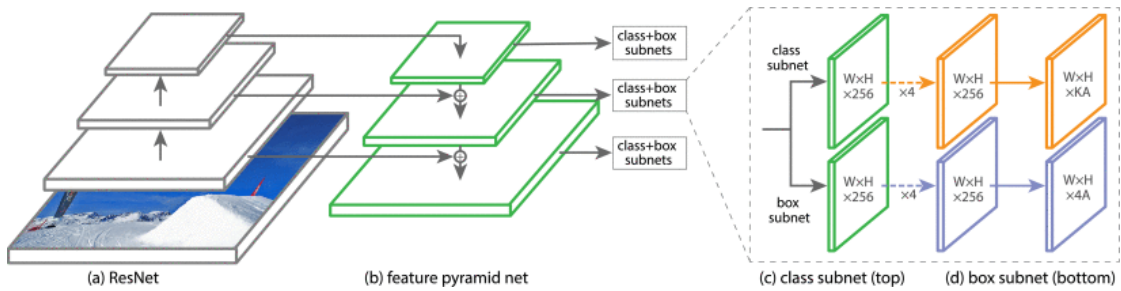 class+box
subnets
class+box
subnets
class+box
subnets
class
subnet
W×H
×256
×4
W×H
×256
W×H
×KA
W×H
×256
×4
W×H
×256
W×H
×4A
box
subnet
(a) ResNet
(b) feature pyramid net
(c) class subnet (top)
(d) box subnet (bottom)